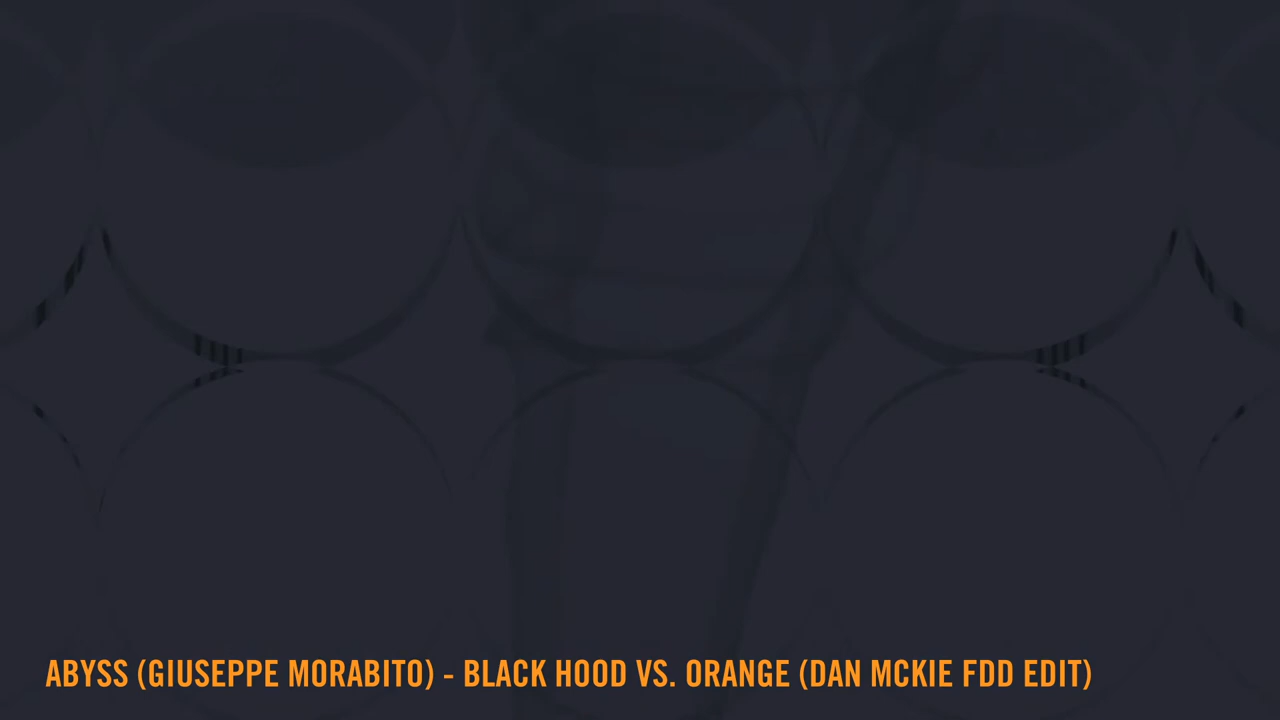 ABYSS (GIUSEPPE MORABITO) - BLACK HOOD VS. ORANGE (DAN MCKIE FDD EDIT)